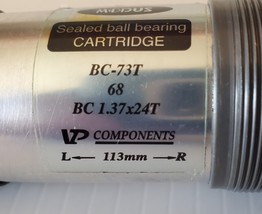 Sealed ball bearing
CARTRIDGE
BC-73T
68
BC 1.37x24T
VP COMPONENTS
L ← 113mm → R